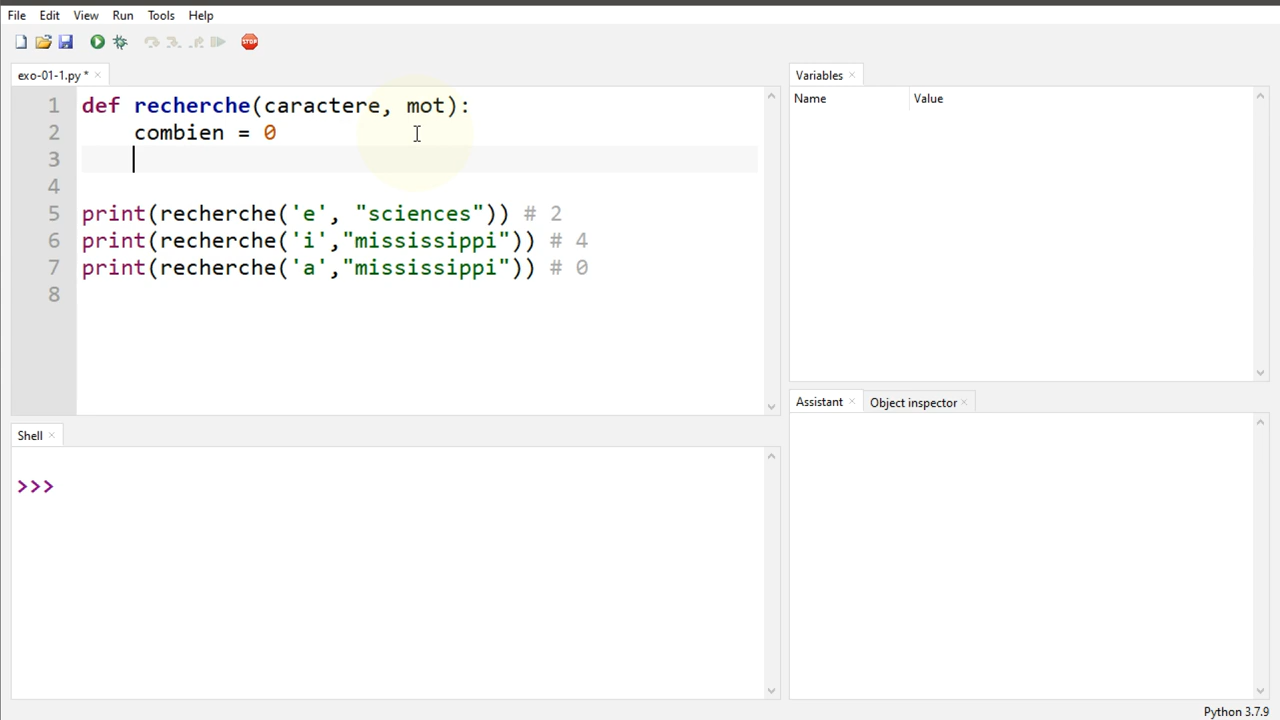 File Edit View Run Tools Help
STOP
exo-01-1.py * ×
1 def recherche(caractere, mot):
2     combien = 0
3
4
5 print(recherche('e', "sciences")) # 2
6 print(recherche('i',"mississippi")) # 4
7 print(recherche('a',"mississippi")) # 0
8
Shell ×
>>>
Variables ×
Name Value
Assistant × Object inspector ×
Python 3.7.9